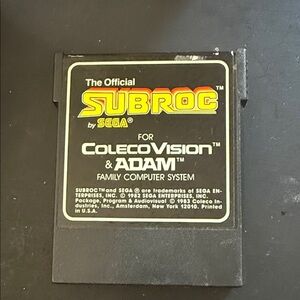 The Official
SUBROC™
by SEGA®
FOR
COLECOVISION™
& ADAM™
FAMILY COMPUTER SYSTEM
SUBROC™ and SEGA ® are trademarks of SEGA EN-
TERPRISES, INC. © 1982 SEGA ENTERPRISES, INC.
Package, Program & Audiovisual © 1983 Coleco In-
dustries, Inc., Amsterdam, New York 12010. Printed
in U.S.A.